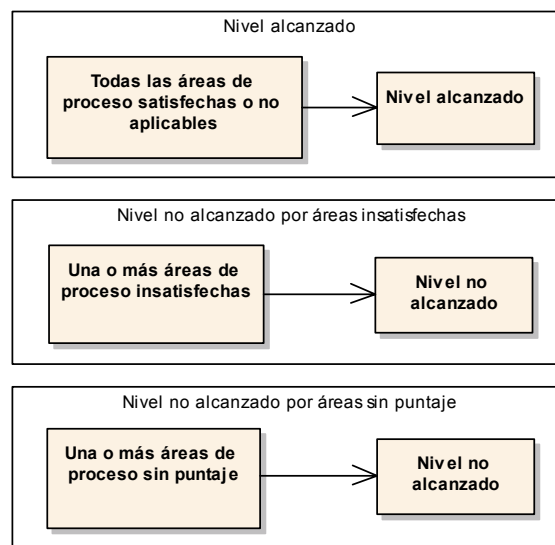 Nivel alcanzado
Todas las áreas de
proceso satisfechas o no
aplicables
Nivel alcanzado
Nivel no alcanzado por áreas insatisfechas
Una o más áreas de
proceso insatisfechas
Nivel no
alcanzado
Nivel no alcanzado por áreas sin puntaje
Una o más áreas de
proceso sin puntaje
Nivel no
alcanzado